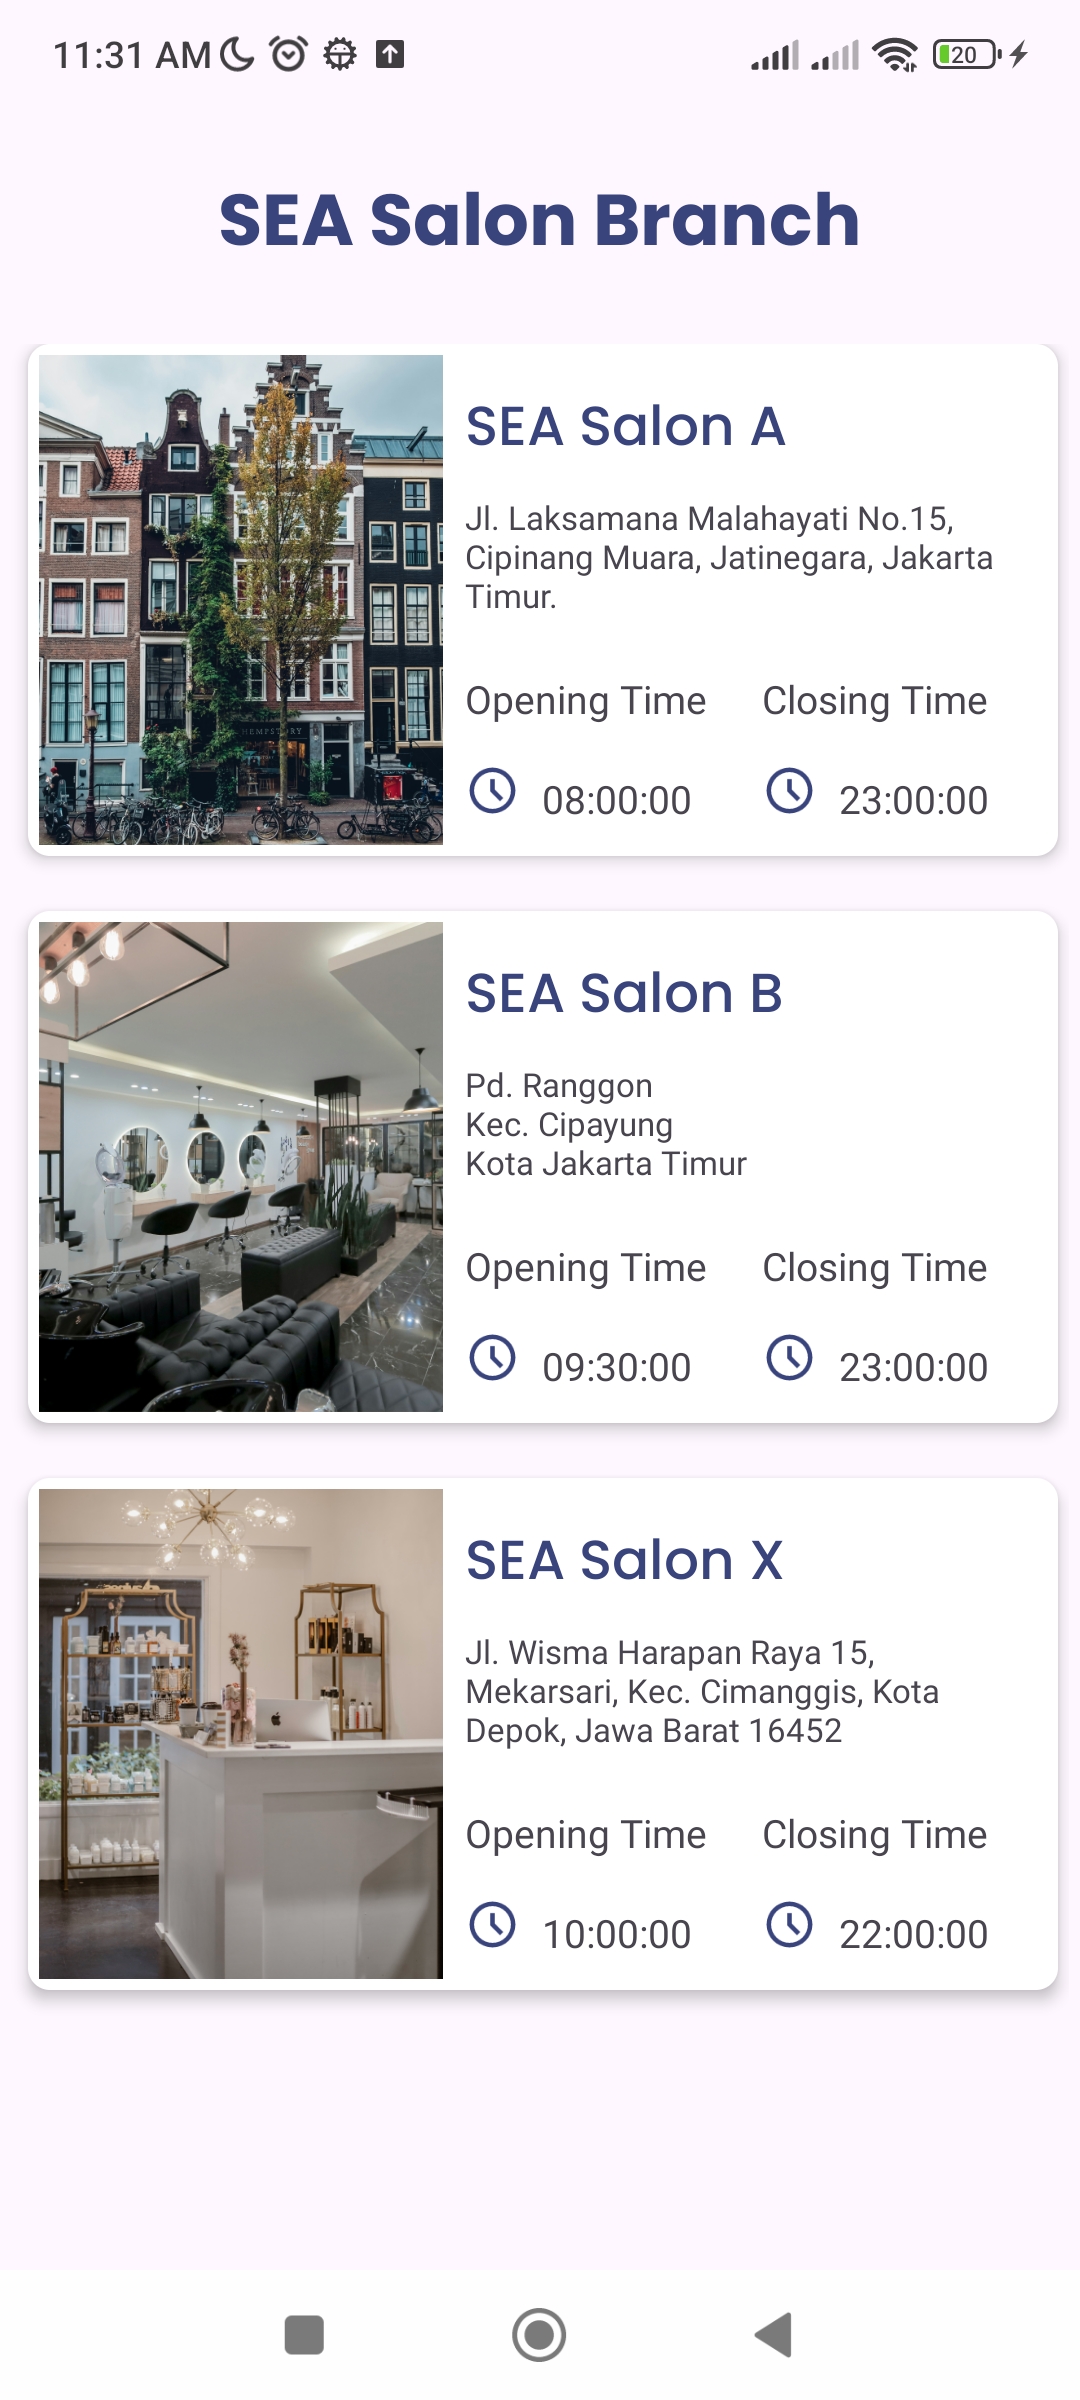 11:31 AM
20
SEA Salon Branch
HEMPSTORY
SEA Salon A
Jl. Laksamana Malahayati No.15,
Cipinang Muara, Jatinegara, Jakarta
Timur.
Opening Time Closing Time
08:00:00 23:00:00
SEA Salon B
Pd. Ranggon
Kec. Cipayung
Kota Jakarta Timur
Opening Time Closing Time
09:30:00 23:00:00
SEA Salon X
Jl. Wisma Harapan Raya 15,
Mekarsari, Kec. Cimanggis, Kota
Depok, Jawa Barat 16452
Opening Time Closing Time
10:00:00 22:00:00